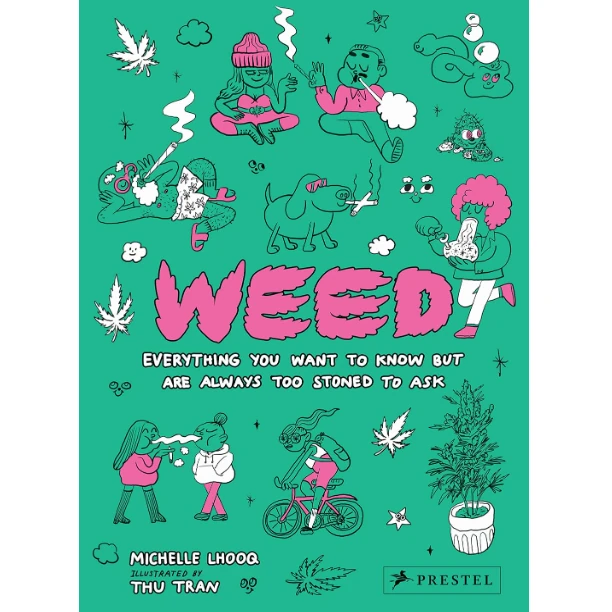 WEED
EVERYTHING YOU WANT TO KNOW BUT
ARE ALWAYS TOO STONED TO ASK
MICHELLE LHOOQ
ILLUSTRATED BY
THU TRAN
PRESTEL